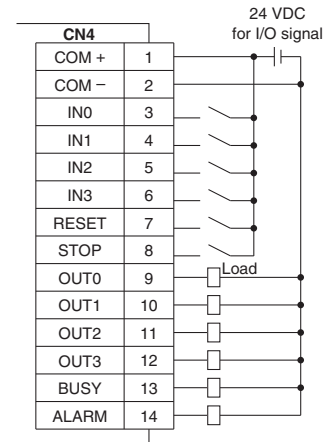 24 VDC
for I/O signal
CN4
COM + 1
COM – 2
IN0 3
IN1 4
IN2 5
IN3 6
RESET 7
STOP 8
OUT0 9 Load
OUT1 10
OUT2 11
OUT3 12
BUSY 13
ALARM 14